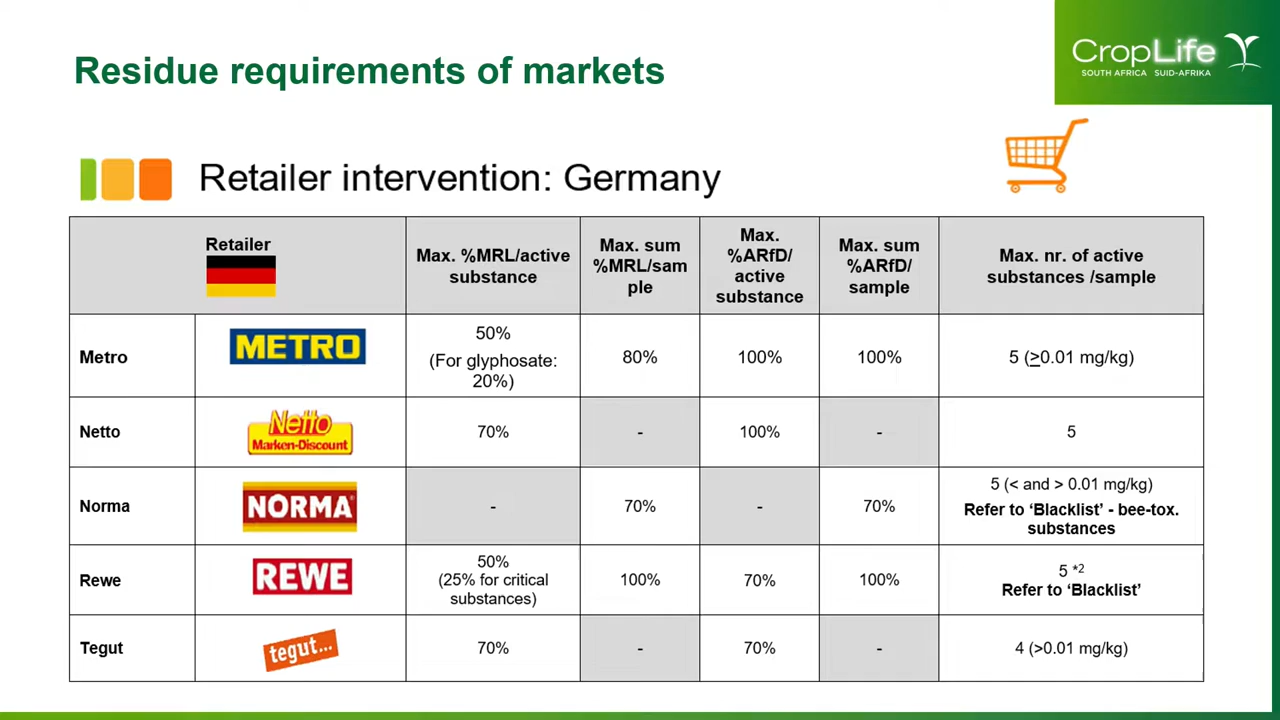 CropLife
SOUTH AFRICA SUID-AFRIKA
Residue requirements of markets
Retailer intervention: Germany
Retailer
Max. %MRL/active
substance
Max. sum
%MRL/sam
ple
Max.
%ARfD/
active
substance
Max. sum
%ARfD/
sample
Max. nr. of active
substances /sample
Metro
METRO
50%
(For glyphosate:
20%)
80%
100%
100%
5 (≥0.01 mg/kg)
Netto
Netto
Marken-Discount
70%
-
100%
-
5
Norma
NORMA®
-
70%
-
70%
5 (< and > 0.01 mg/kg)
Refer to ‘Blacklist’ - bee-tox.
substances
Rewe
REWE
50%
(25% for critical
substances)
100%
70%
100%
5 *2
Refer to ‘Blacklist’
Tegut
tegut...
70%
-
70%
-
4 (>0.01 mg/kg)